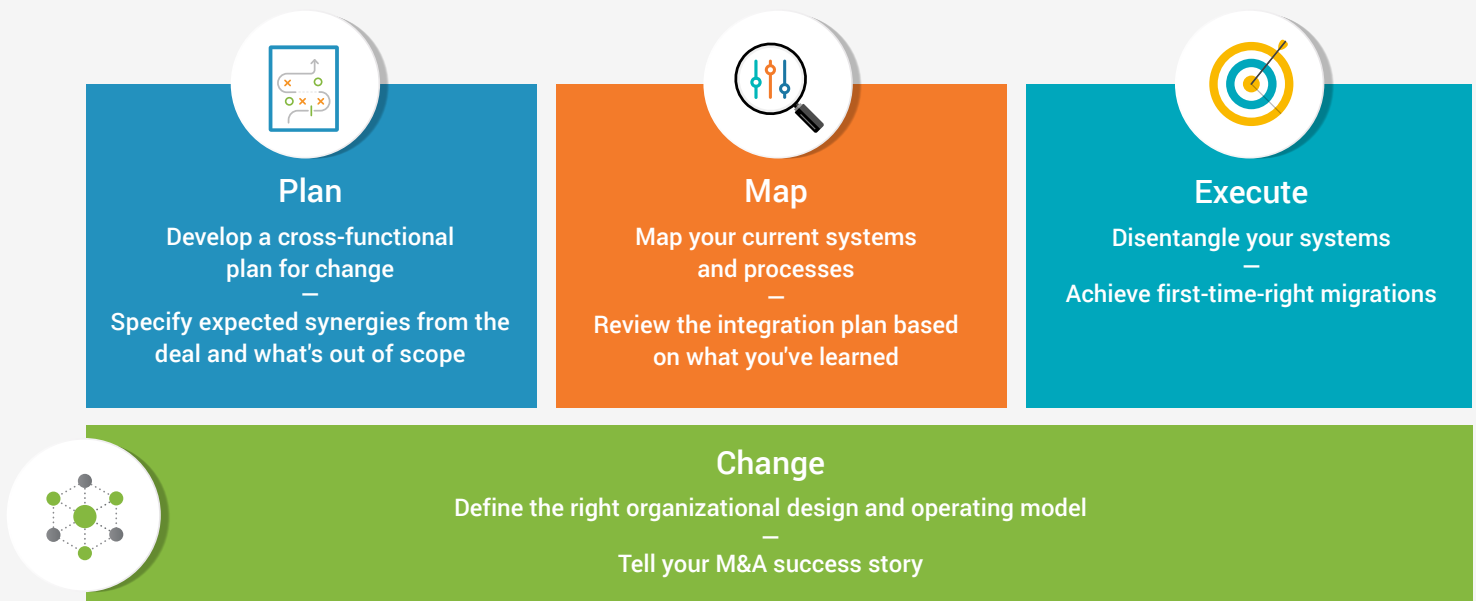 Plan
Develop a cross-functional
plan for change
—
Specify expected synergies from the
deal and what's out of scope
Map
Map your current systems
and processes
—
Review the integration plan based
on what you've learned
Execute
Disentangle your systems
—
Achieve first-time-right migrations
Change
Define the right organizational design and operating model
—
Tell your M&A success story